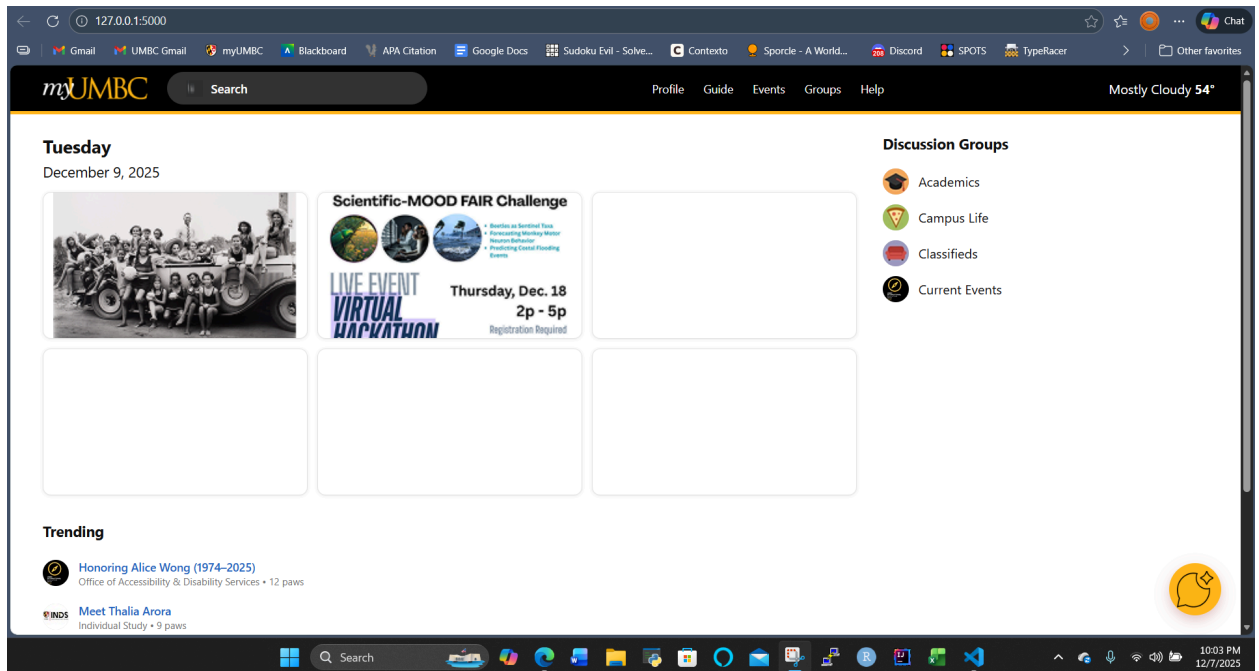 127.0.0.1:5000
Chat
Gmail
UMBC Gmail
myUMBC
Blackboard
APA Citation
Google Docs
Sudoku Evil - Solve...
Contexto
Sporcle - A World...
208
Discord
SPOTS
TypeRacer
Other favorites
myUMBC
Search
Profile
Guide
Events
Groups
Help
Mostly Cloudy 54°
Tuesday
December 9, 2025
Scientific-MOOD FAIR Challenge
• Beetles as Sentinel Taxa
• Forecasting Monkey Motor
Neuron Behavior
• Predicting Costal Flooding
Events
LIVE EVENT
VIRTUAL
HACKATHON
Thursday, Dec. 18
2p - 5p
Registration Required
Discussion Groups
Academics
Campus Life
Classifieds
Current Events
Trending
Honoring Alice Wong (1974–2025)
Office of Accessibility & Disability Services • 12 paws
INDS
Meet Thalia Arora
Individual Study • 9 paws
Search
10:03 PM
12/7/2025